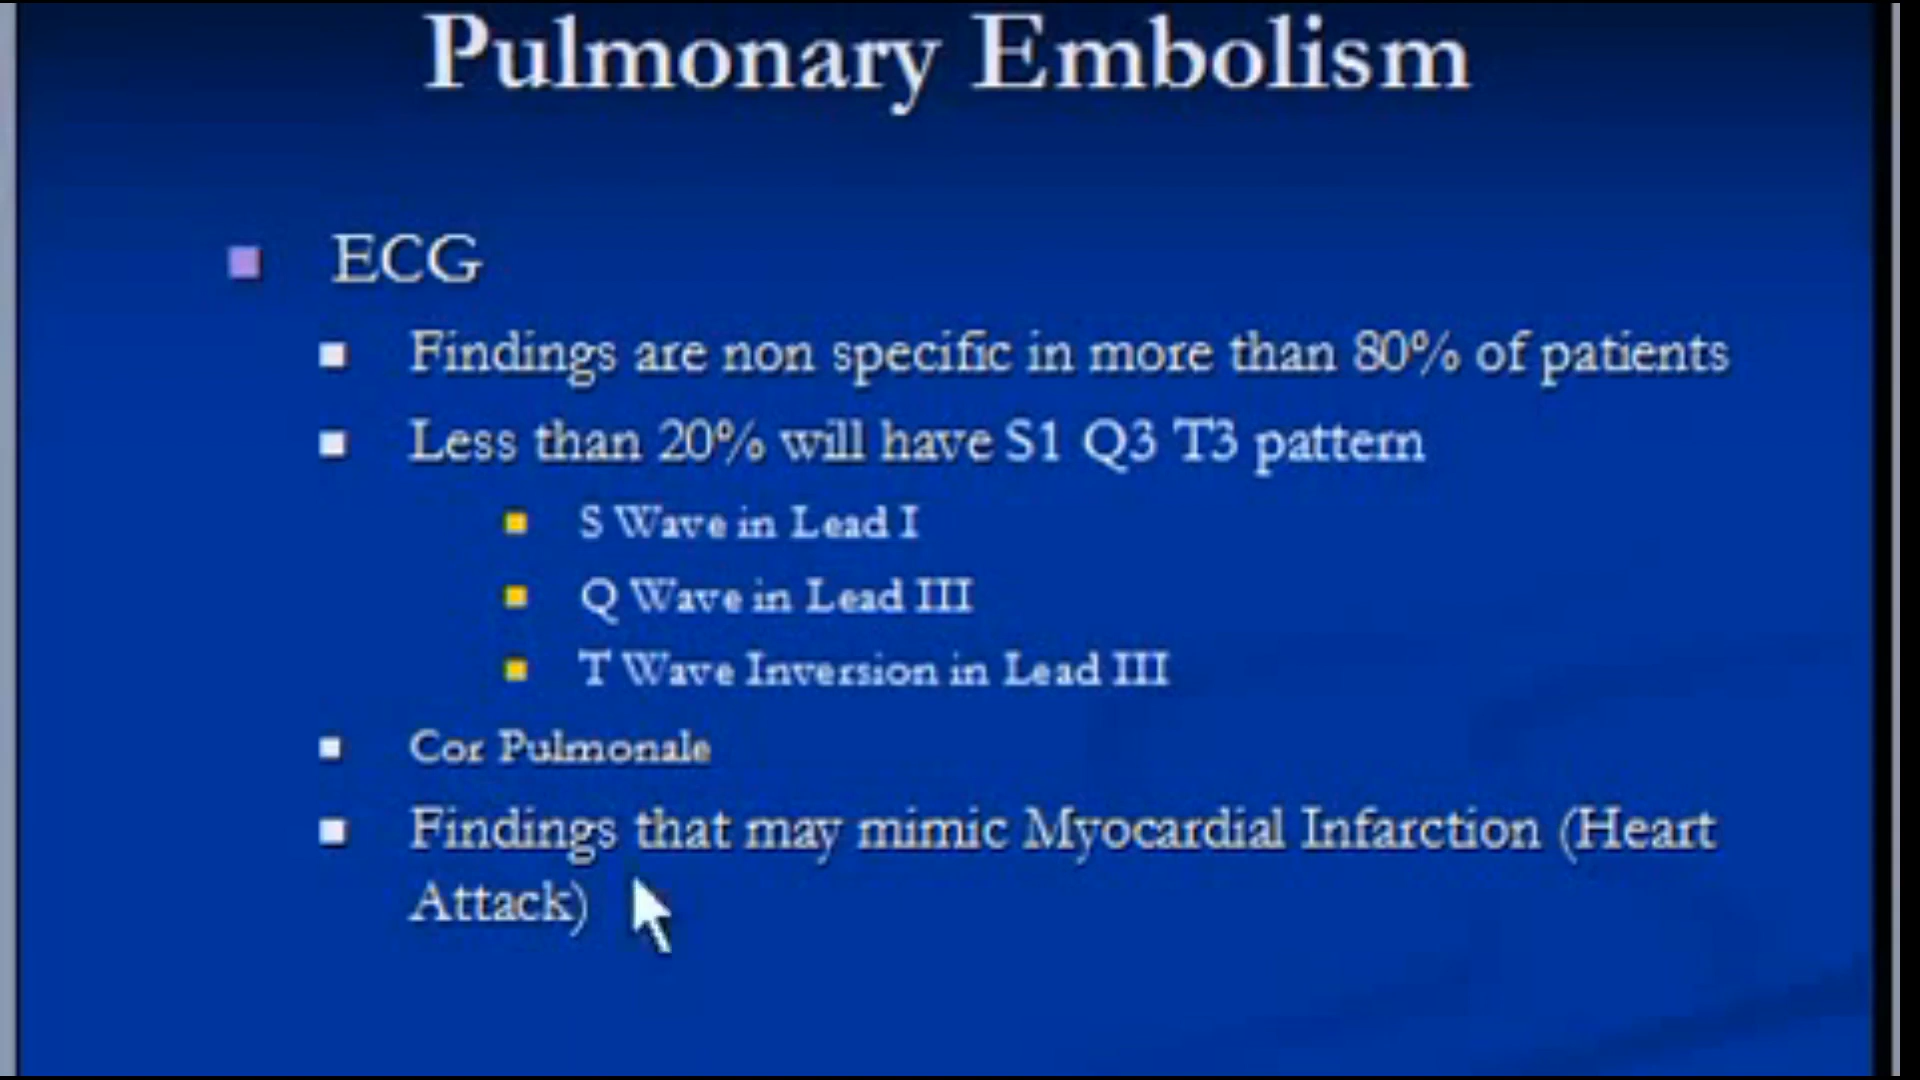 Pulmonary Embolism
ECG
Findings are non specific in more than 80% of patients
Less than 20% will have S1 Q3 T3 pattern
S Wave in Lead I
Q Wave in Lead III
T Wave Inversion in Lead III
Cor Pulmonale
Findings that may mimic Myocardial Infarction (Heart
Attack)